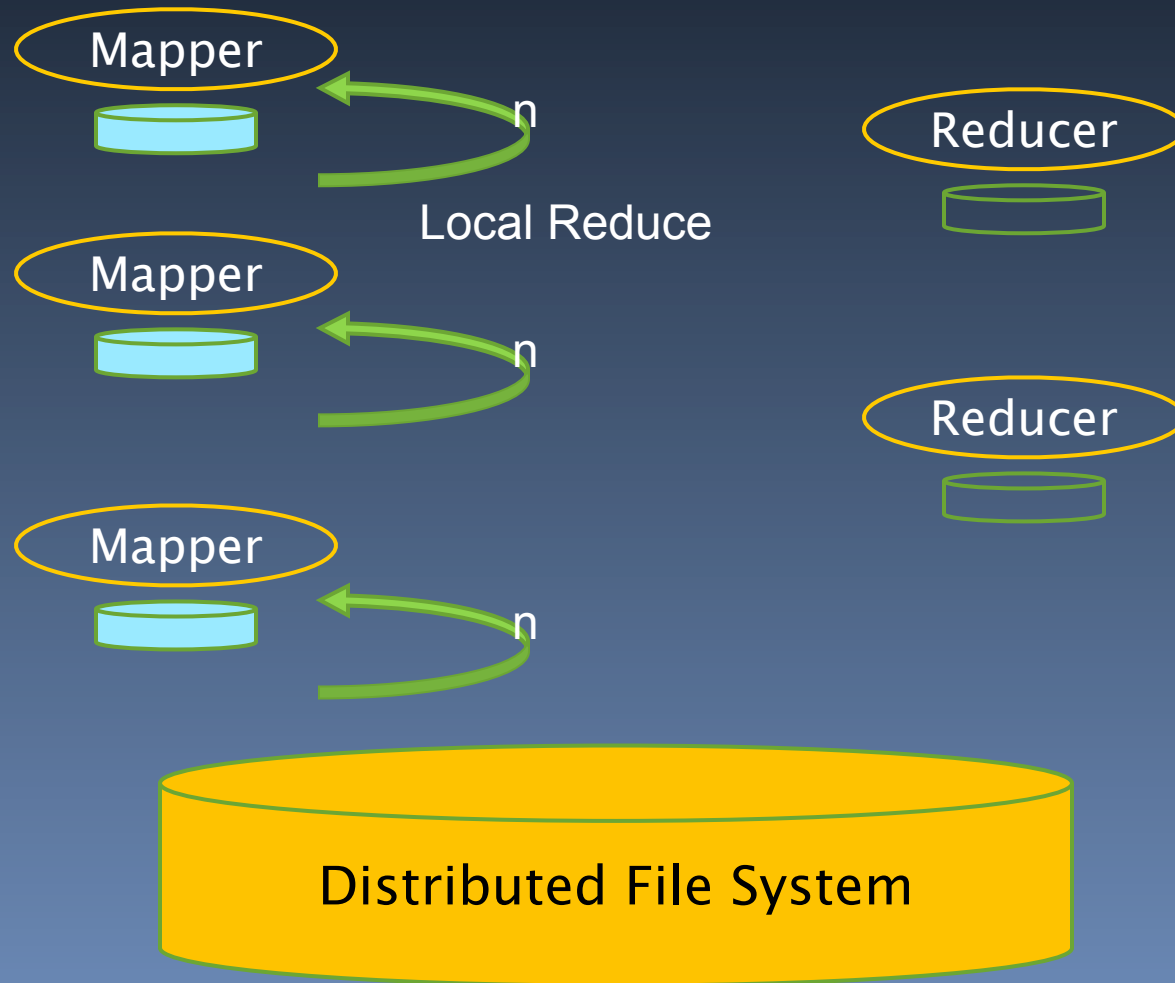 Mapper
n
Reducer
Local Reduce
Mapper
n
Reducer
Mapper
n
Distributed File System